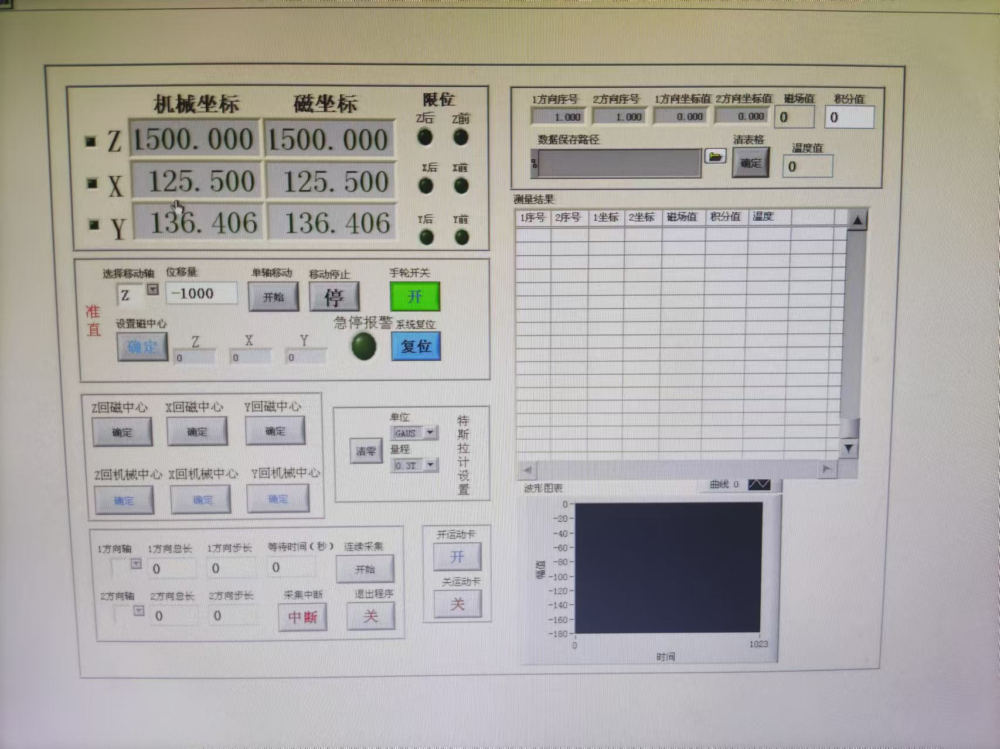 机械坐标 磁坐标 限位
Z后 Z前
Z 1500.000 1500.000
X后 X前
X 125.500 125.500
Y后 Y前
Y 136.406 136.406
选择移动轴 位移量 单轴移动 移动停止 手轮开关
Z -1000 开始 停 开
准直
设置磁中心 急停报警 系统复位
确定 Z X Y 复位
0 0 0
Z回磁中心 X回磁中心 Y回磁中心
确定 确定 确定
Z回机械中心 X回机械中心 Y回机械中心
确定 确定 确定
单位
GAUS
清零 量程
0.3T
特斯拉计设置
1方向轴 1方向总长 1方向步长 等待时间(秒) 连续采集
0 0 0 开始
2方向轴 2方向总长 2方向步长 采集中断 退出程序
0 0 中断 关
开运动卡
开
关运动卡
关
1方向序号 2方向序号 1方向坐标值 2方向坐标值 磁场值 积分值
1.000 1.000 0.000 0.000 0 0
数据保存路径 清表格 温度值
确定 0
测量结果
1序号 2序号 1坐标 2坐标 磁场值 积分值 温度
波形图表 曲线 0
幅值
0
-20
-40
-60
-80
-100
-120
-140
-160
-180
0 1023
时间